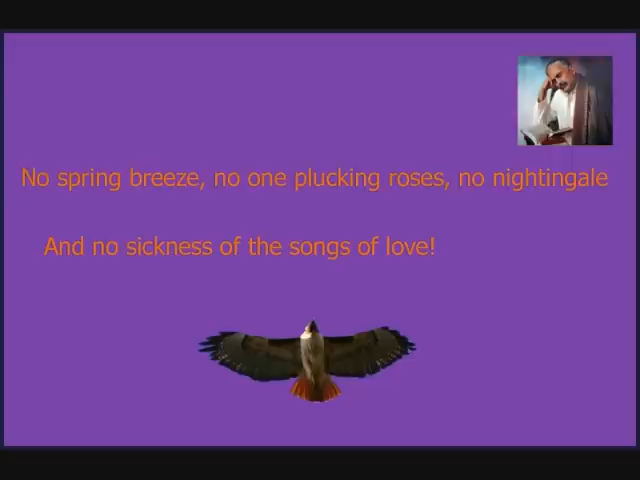 No spring breeze, no one plucking roses, no nightingale
And no sickness of the songs of love!